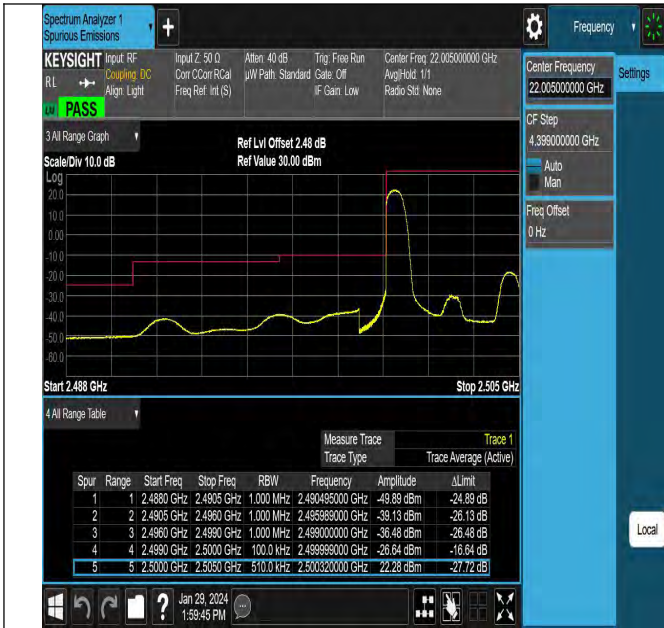 Spectrum Analyzer 1
Spurious Emissions
Frequency
KEYSIGHT
RL
Input: RF
Coupling: DC
Align: Light
Input Z: 50 Ω
Corr CCorr RCal
Freq Ref: Int (S)
Atten: 40 dB
µW Path: Standard
Trig: Free Run
Gate: Off
IF Gain: Low
Center Freq: 22.005000000 GHz
Avg|Hold: 1/1
Radio Std: None
PASS
Center Frequency
22.005000000 GHz
Settings
CF Step
4.399000000 GHz
Auto
Man
Freq Offset
0 Hz
3 All Range Graph
Scale/Div 10.0 dB
Ref Lvl Offset 2.48 dB
Ref Value 30.00 dBm
Log
20.0
10.0
0.00
-10.0
-20.0
-30.0
-40.0
-50.0
-60.0
Start 2.488 GHz
Stop 2.505 GHz
4 All Range Table
Measure Trace Trace 1
Trace Type Trace Average (Active)
Spur Range Start Freq Stop Freq RBW Frequency Amplitude ΔLimit
1 1 2.4880 GHz 2.4905 GHz 1.000 MHz 2.490495000 GHz -49.89 dBm -24.89 dB
2 2 2.4905 GHz 2.4960 GHz 1.000 MHz 2.495989000 GHz -39.13 dBm -26.13 dB
3 3 2.4960 GHz 2.4990 GHz 1.000 MHz 2.499000000 GHz -36.48 dBm -26.48 dB
4 4 2.4990 GHz 2.5000 GHz 100.0 kHz 2.499999000 GHz -26.64 dBm -16.64 dB
5 5 2.5000 GHz 2.5050 GHz 510.0 kHz 2.500320000 GHz 22.28 dBm -27.72 dB
Local
?
Jan 29, 2024
1:59:45 PM